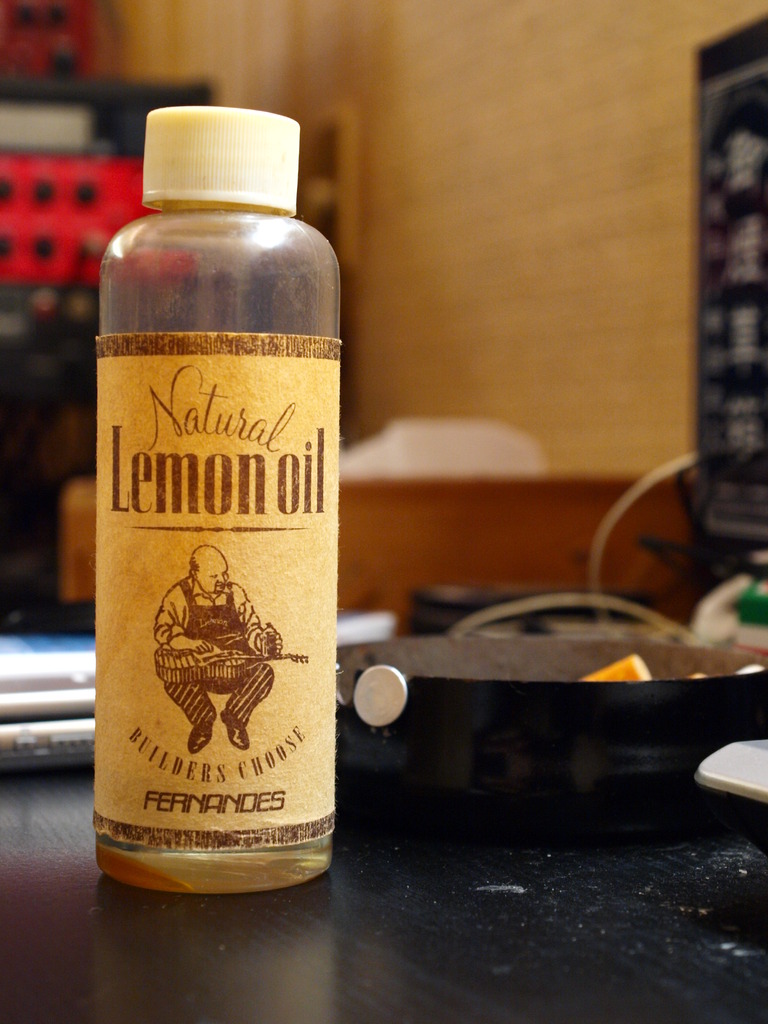 Natural
Lemon oil
BUILDERS CHOOSE
FERNANDES